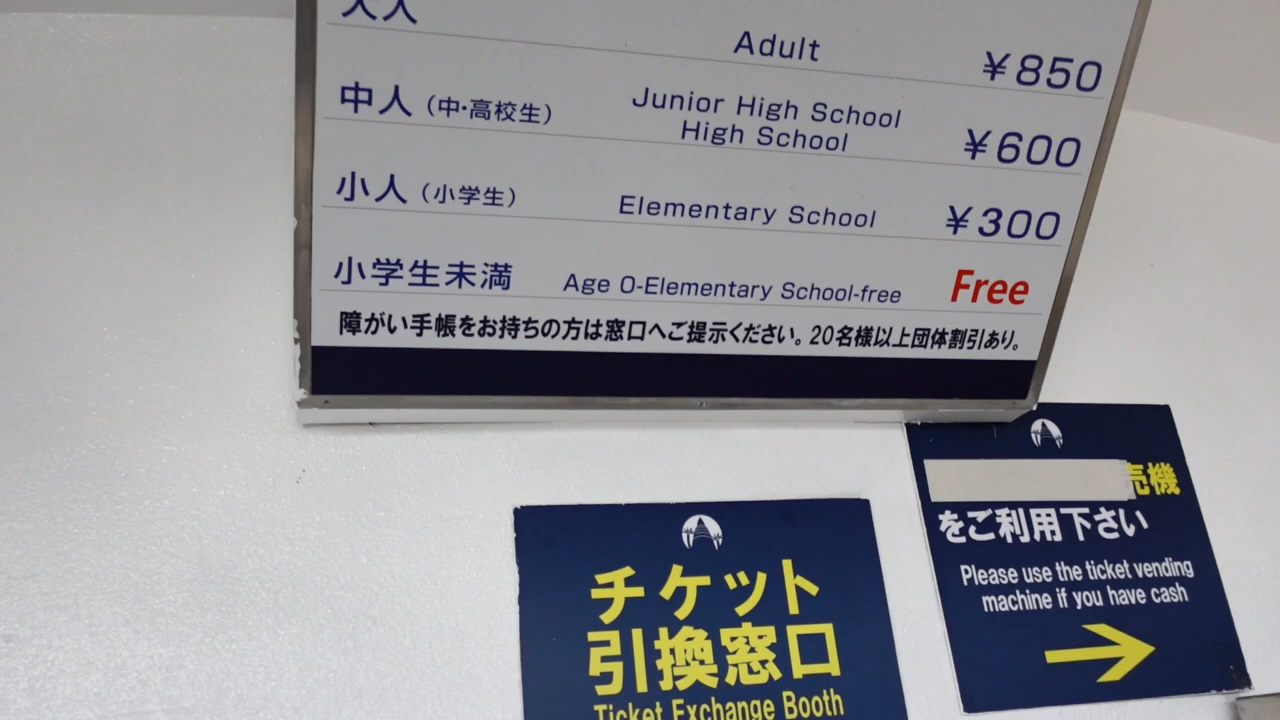 大人 Adult ¥850
中人(中・高校生) Junior High School High School ¥600
小人(小学生) Elementary School ¥300
小学生未満 Age 0-Elementary School-free Free
障がい手帳をお持ちの方は窓口へご提示ください。20名様以上団体割引あり。
売機
をご利用下さい
Please use the ticket vending
machine if you have cash
チケット
引換窓口
Ticket Exchange Booth